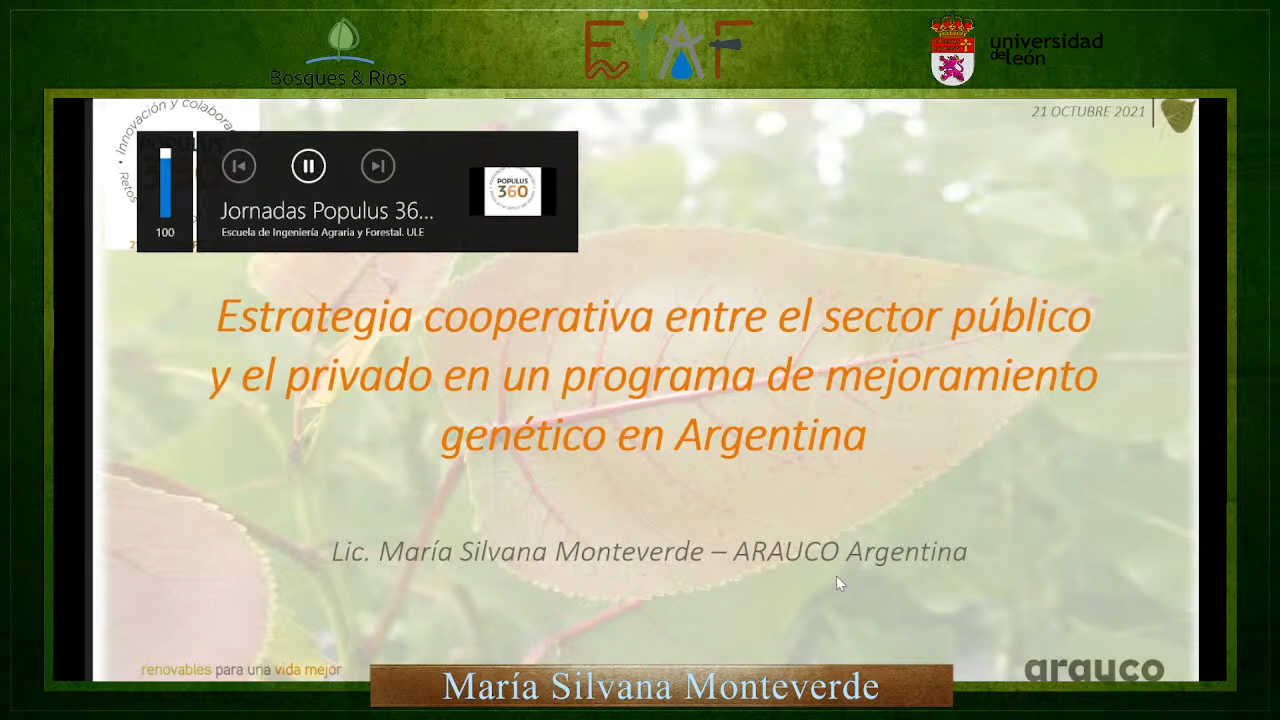 Bosques & Ríos
EIAF
universidad
de león
Innovación y colabora
Retos
21 OCTUBRE 2021
100
Jornadas Populus 36...
Escuela de Ingeniería Agraria y Forestal. ULE
POPULUS
360
Estrategia cooperativa entre el sector público
y el privado en un programa de mejoramiento
genético en Argentina
Lic. María Silvana Monteverde – ARAUCO Argentina
renovables para una vida mejor
arauco
María Silvana Monteverde